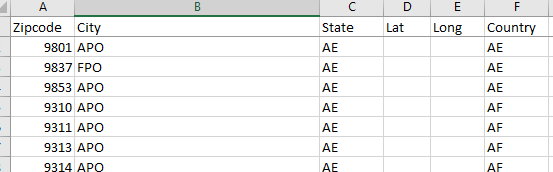 A B C D E F
Zipcode City State Lat Long Country
9801 APO AE AE
9837 FPO AE AE
9853 APO AE AE
9310 APO AE AF
9311 APO AE AF
9313 APO AE AF
9314 APO AE AF